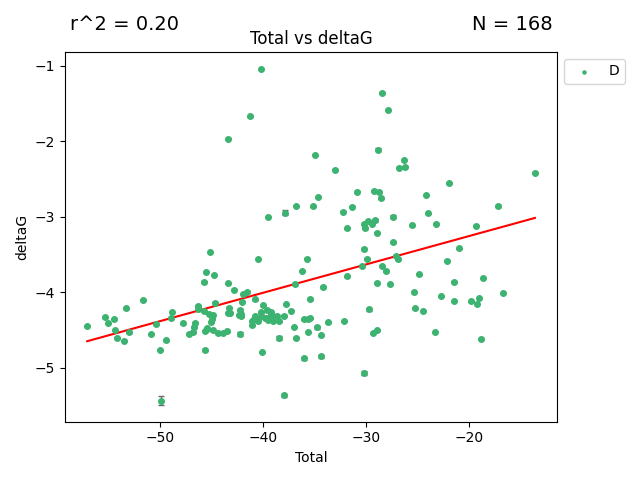 r^2 = 0.20
N = 168
Total vs deltaG
D
deltaG
−1
−2
−3
−4
−5
−50
−40
−30
−20
Total